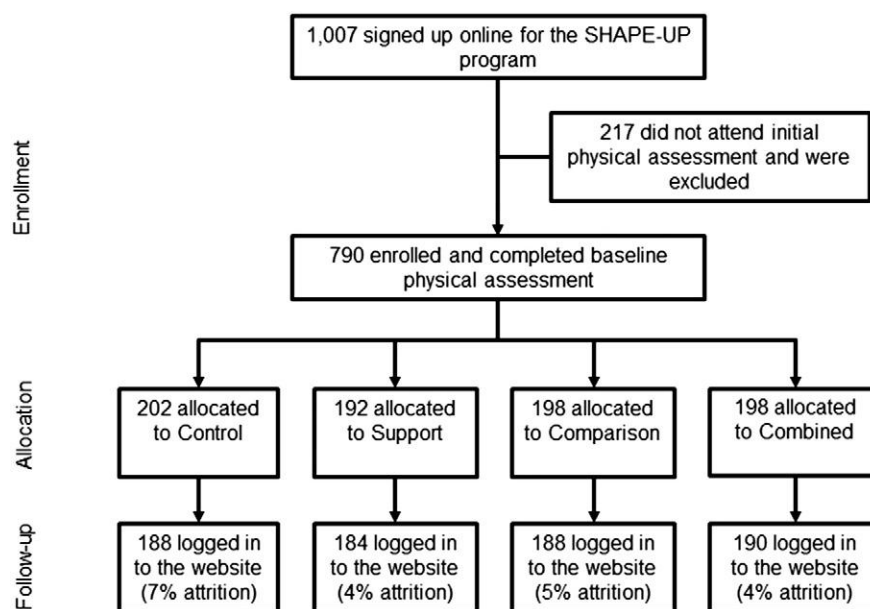 1,007 signed up online for the SHAPE-UP
program
Enrollment
217 did not attend initial
physical assessment and were
excluded
790 enrolled and completed baseline
physical assessment
Allocation
202 allocated
to Control
192 allocated
to Support
198 allocated
to Comparison
198 allocated
to Combined
Follow-up
188 logged in
to the website
(7% attrition)
184 logged in
to the website
(4% attrition)
188 logged in
to the website
(5% attrition)
190 logged in
to the website
(4% attrition)